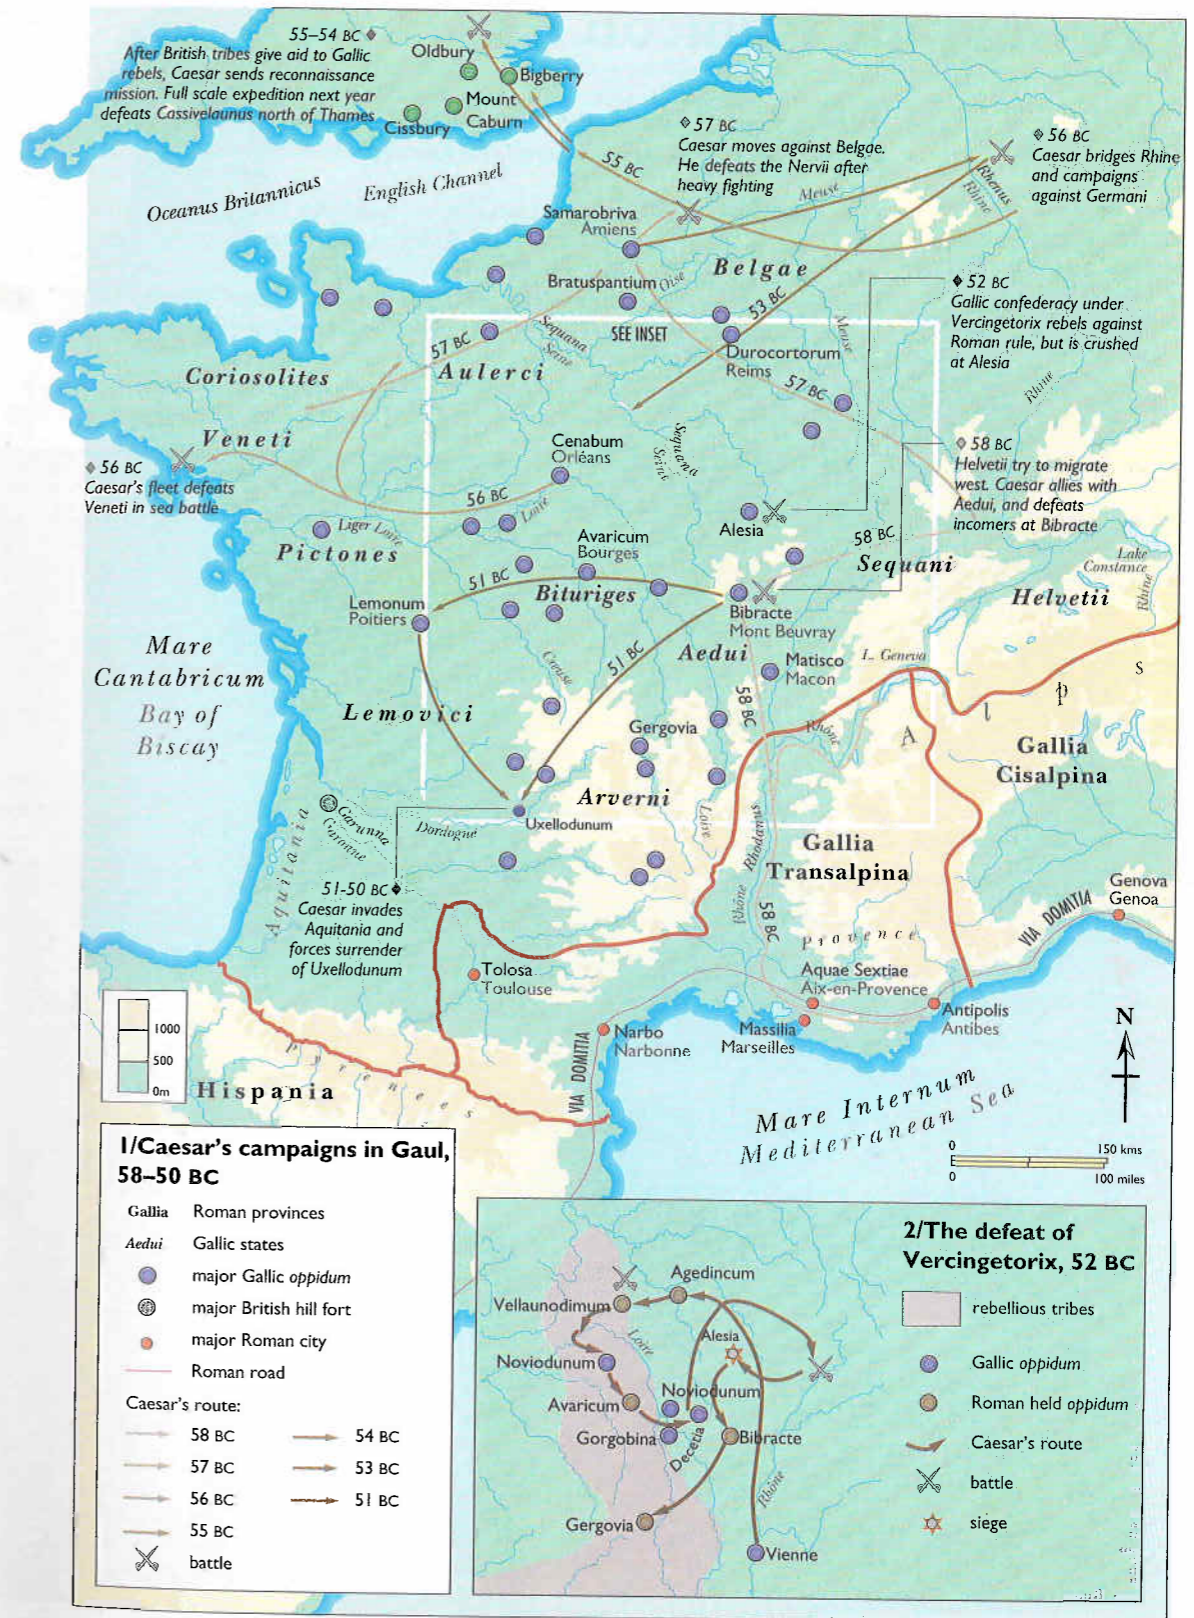 55–54 BC
After British tribes give aid to Gallic
rebels, Caesar sends reconnaissance
mission. Full scale expedition next year
defeats Cassivelaunus north of Thames
Oldbury
Bigberry
Mount
Caburn
Cissbury
57 BC
Caesar moves against Belgae.
He defeats the Nervii after
heavy fighting
56 BC
Caesar bridges Rhine
and campaigns
against Germani
Oceanus Britannicus
English Channel
55 BC
Meuse
Rhenus
Rhine
Samarobriva
Amiens
Belgae
Bratuspantium
Oise
53 BC
52 BC
Gallic confederacy under
Vercingetorix rebels against
Roman rule, but is crushed
at Alesia
SEE INSET
Sequana
Seine
57 BC
Meuse
Durocortorum
Reims
Coriosolites
Aulerci
57 BC
Rhine
Veneti
Cenabum
Orléans
Sequana
Seine
56 BC
Caesar's fleet defeats
Veneti in sea battle
58 BC
Helvetii try to migrate
west. Caesar allies with
Aedui, and defeats
incomers at Bibracte
56 BC
Loire
Liger Loire
Alesia
Pictones
Avaricum
Bourges
58 BC
Sequani
Lake
Constance
Rhine
51 BC
Bituriges
Helvetii
Lemonum
Poitiers
Bibracte
Mont Beuvray
Mare
Cantabricum
Bay of
Biscay
Creuse
51 BC
Aedui
Matisco
Macon
L. Geneva
A l p s
58 BC
Lemovici
Gergovia
Rhône
Gallia
Cisalpina
Arverni
Garunna
Garonne
Dordogne
Uxellodunum
Loire
Rhodanus
Rhône
Gallia
Transalpina
Aquitania
51-50 BC
Caesar invades
Aquitania and
forces surrender
of Uxellodunum
58 BC
Provence
VIA DOMITIA
Genova
Genoa
Tolosa
Toulouse
Aquae Sextiae
Aix-en-Provence
Antipolis
Antibes
Massilia
Marseilles
Narbo
Narbonne
VIA DOMITIA
N
1000
500
0m
Pyrenees
Hispania
Mare Internum
Mediterranean Sea
0
150 kms
0
100 miles
1/Caesar's campaigns in Gaul,
58–50 BC
Gallia Roman provinces
Aedui Gallic states
major Gallic oppidum
major British hill fort
major Roman city
Roman road
Caesar's route:
58 BC
54 BC
57 BC
53 BC
56 BC
51 BC
55 BC
battle
2/The defeat of
Vercingetorix, 52 BC
rebellious tribes
Gallic oppidum
Roman held oppidum
Caesar's route
battle
siege
Agedincum
Vellaunodimum
Loire
Alesia
Noviodunum
Noviodunum
Avaricum
Gorgobina
Decetia
Bibracte
Rhône
Gergovia
Vienne